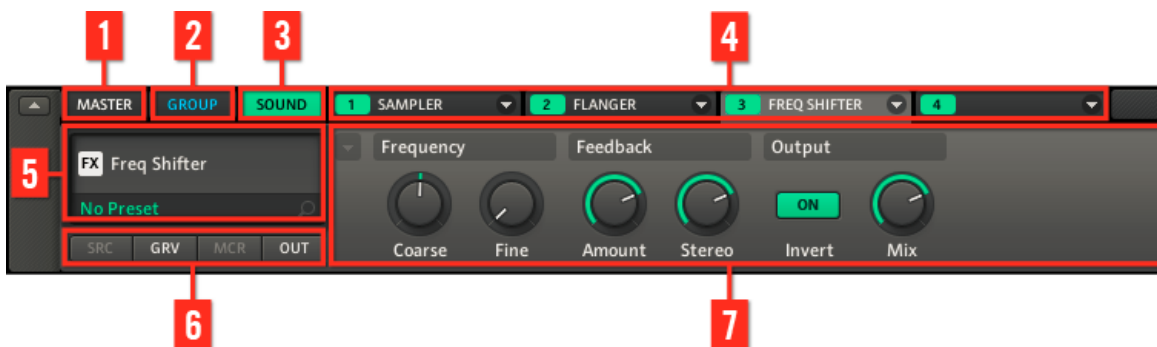 1 2 3 4
MASTER GROUP SOUND 1 SAMPLER 2 FLANGER 3 FREQ SHIFTER 4
5 FX Freq Shifter Frequency Feedback Output
No Preset ON
SRC GRV MCR OUT Coarse Fine Amount Stereo Invert Mix
6 7